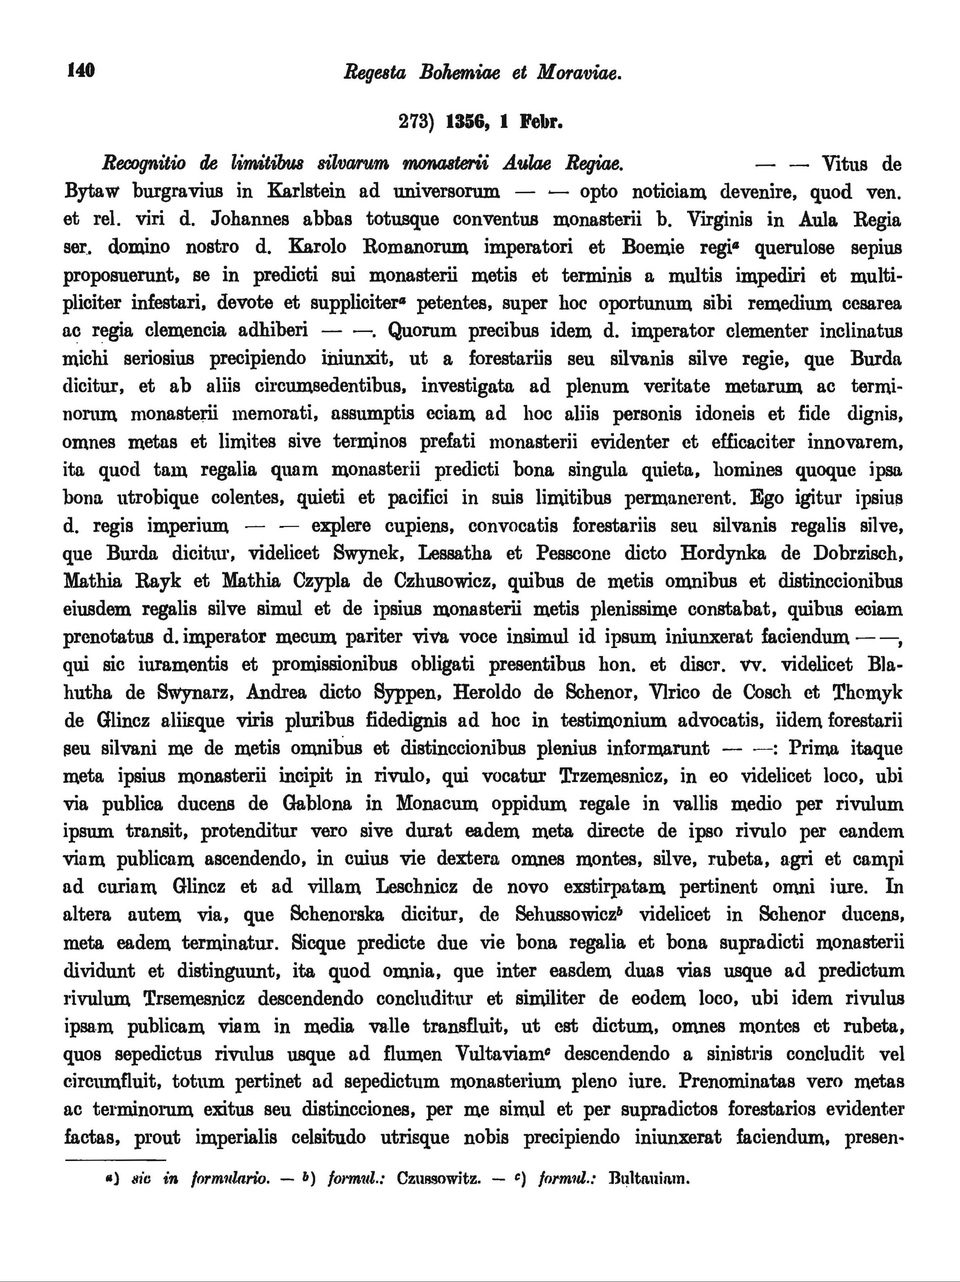 140 Regesta Bohemiae et Moraviae.
273) 1356, 1 Febr.
Recognitio de limitibus silvarum monasterii Aulae Regiae. — — Vitus de
Bytaw burgravius in Karlstein ad universorum — — opto noticiam devenire, quod ven.
et rel. viri d. Johannes abbas totusque conventus monasterii b. Virginis in Aula Regia
ser. domino nostro d. Karolo Romanorum imperatori et Boemie regiª querulose sepius
proposuerunt, se in predicti sui monasterii metis et terminis a multis impediri et multi-
pliciter infestari, devote et suppliciterª petentes, super hoc oportunum sibi remedium cesarea
ac regia clemencia adhiberi — —. Quorum precibus idem d. imperator clementer inclinatus
michi seriosius precipiendo iniunxit, ut a forestariis seu silvanis silve regie, que Burda
dicitur, et ab aliis circumsedentibus, investigata ad plenum veritate metarum ac termi-
norum monasterii memorati, assumptis eciam ad hoc aliis personis idoneis et fide dignis,
omnes metas et limites sive terminos prefati monasterii evidenter et efficaciter innovarem,
ita quod tam regalia quam monasterii predicti bona singula quieta, homines quoque ipsa
bona utrobique colentes, quieti et pacifici in suis limitibus permanerent. Ego igitur ipsius
d. regis imperium — — explere cupiens, convocatis forestariis seu silvanis regalis silve,
que Burda dicitur, videlicet Swynek, Lessatha et Pesscone dicto Hordynka de Dobrzisch,
Mathia Rayk et Mathia Czypla de Czhusowicz, quibus de metis omnibus et distinccionibus
eiusdem regalis silve simul et de ipsius monasterii metis plenissime constabat, quibus eciam
prenotatus d. imperator mecum pariter viva voce insimul id ipsum iniunxerat faciendum — —,
qui sic iuramentis et promissionibus obligati presentibus hon. et discr. vv. videlicet Bla-
hutha de Swynarz, Andrea dicto Syppen, Heroldo de Schenor, Vlrico de Cosch et Thomyk
de Glincz aliisque viris pluribus fidedignis ad hoc in testimonium advocatis, iidem forestarii
seu silvani me de metis omnibus et distinccionibus plenius informarunt — —: Prima itaque
meta ipsius monasterii incipit in rivulo, qui vocatur Trzemesnicz, in eo videlicet loco, ubi
via publica ducens de Gablona in Monacum oppidum regale in vallis medio per rivulum
ipsum transit, protenditur vero sive durat eadem meta directe de ipso rivulo per eandem
viam publicam ascendendo, in cuius vie dextera omnes montes, silve, rubeta, agri et campi
ad curiam Glincz et ad villam Leschnicz de novo exstirpatam pertinent omni iure. In
altera autem via, que Schenorska dicitur, de Sehussowiczᵇ videlicet in Schenor ducens,
meta eadem terminatur. Sicque predicte due vie bona regalia et bona supradicti monasterii
dividunt et distinguunt, ita quod omnia, que inter easdem duas vias usque ad predictum
rivulum Trsemesnicz descendendo concluditur et similiter de eodem loco, ubi idem rivulus
ipsam publicam viam in media valle transfluit, ut est dictum, omnes montes et rubeta,
quos sepedictus rivulus usque ad flumen Vultaviamᶜ descendendo a sinistris concludit vel
circumfluit, totum pertinet ad sepedictum monasterium pleno iure. Prenominatas vero metas
ac terminorum exitus seu distincciones, per me simul et per supradictos forestarios evidenter
factas, prout imperialis celsitudo utrisque nobis precipiendo iniunxerat faciendum, presen-
ª) sic in formulario. — ᵇ) formul.: Czussowitz. — ᶜ) formul.: Bultauiam.